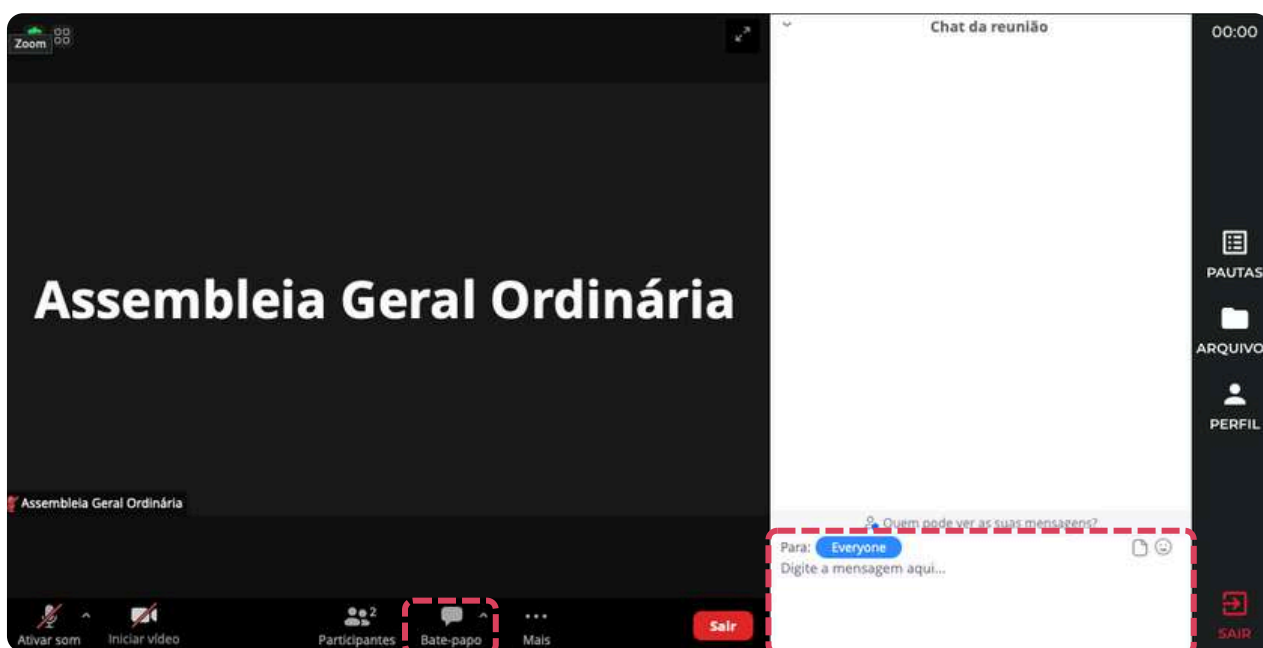 Zoom
Assembleia Geral Ordinária
Assembleia Geral Ordinária
Ativar som
Iniciar vídeo
Participantes
2
Bate-papo
Mais
Sair
Chat da reunião
Quem pode ver as suas mensagens?
Para: Everyone
Digite a mensagem aqui...
00:00
PAUTAS
ARQUIVO
PERFIL
SAIR